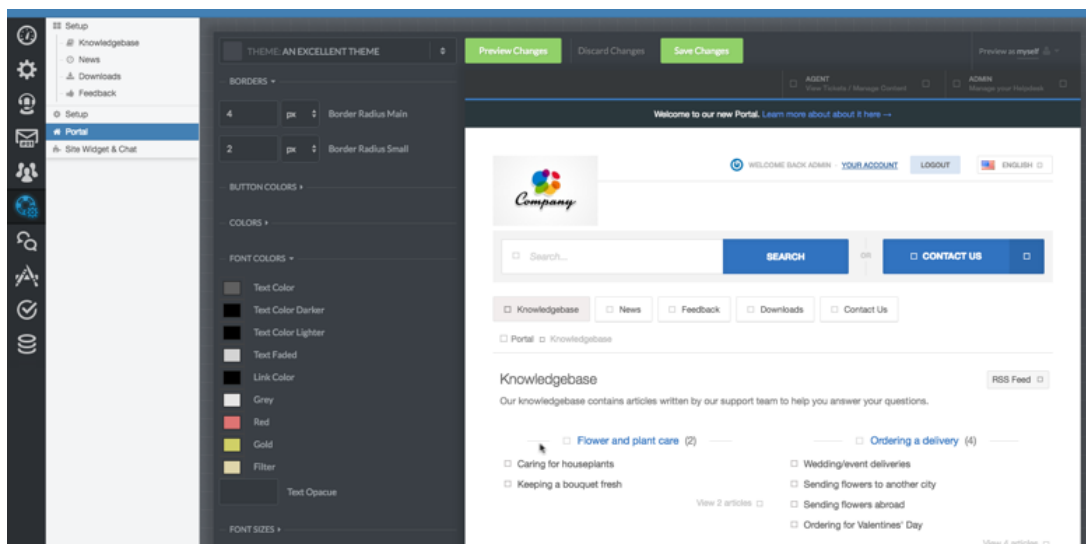 Setup
Knowledgebase
News
Downloads
Feedback
Setup
Portal
Site Widget & Chat
THEME: AN EXCELLENT THEME
BORDERS
4 px Border Radius Main
2 px Border Radius Small
BUTTON COLORS
COLORS
FONT COLORS
Text Color
Text Color Darker
Text Color Lighter
Text Faded
Link Color
Grey
Red
Gold
Filter
Text Opacue
FONT SIZES
Preview Changes Discard Changes Save Changes Preview as myself
AGENT ADMIN
View Tickets / Manage Content Manage your Helpdesk
Welcome to our new Portal. Learn more about about it here →
WELCOME BACK ADMIN - YOUR ACCOUNT LOGOUT ENGLISH
Company
Search... SEARCH OR CONTACT US
Knowledgebase News Feedback Downloads Contact Us
Portal Knowledgebase
Knowledgebase RSS Feed
Our knowledgebase contains articles written by our support team to help you answer your questions.
Flower and plant care (2) Ordering a delivery (4)
Caring for houseplants Wedding/event deliveries
Keeping a bouquet fresh Sending flowers to another city
View 2 articles Sending flowers abroad
Ordering for Valentines' Day
View 4 articles